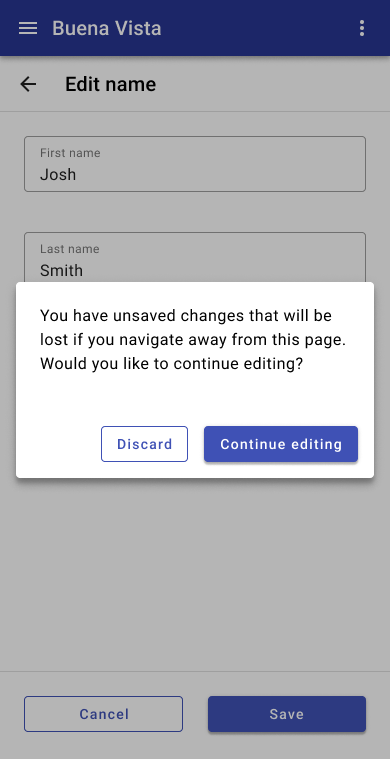 Buena Vista
Edit name
First name
Josh
Last name
Smith
You have unsaved changes that will be
lost if you navigate away from this page.
Would you like to continue editing?
Discard
Continue editing
Cancel
Save